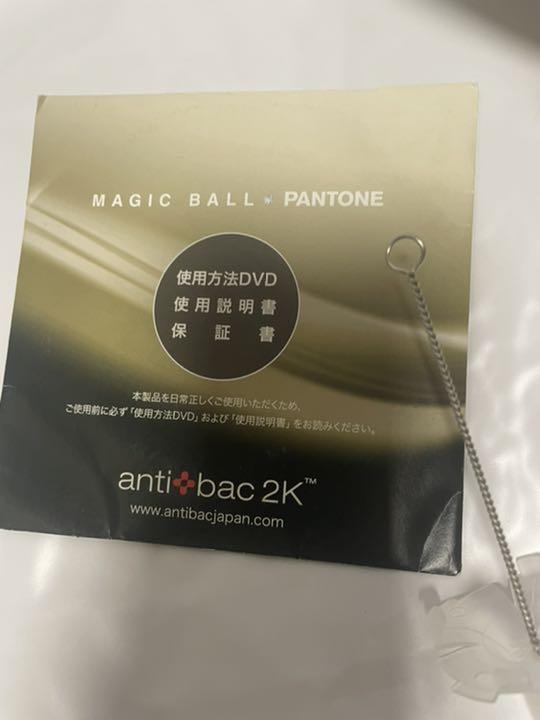 MAGIC BALL × PANTONE
使用方法DVD
使用説明書
保証書
本製品を日常正しくご使用いただくため、
ご使用前に必ず「使用方法DVD」および「使用説明書」をお読みください。
anti bac 2K™
www.antibacjapan.com